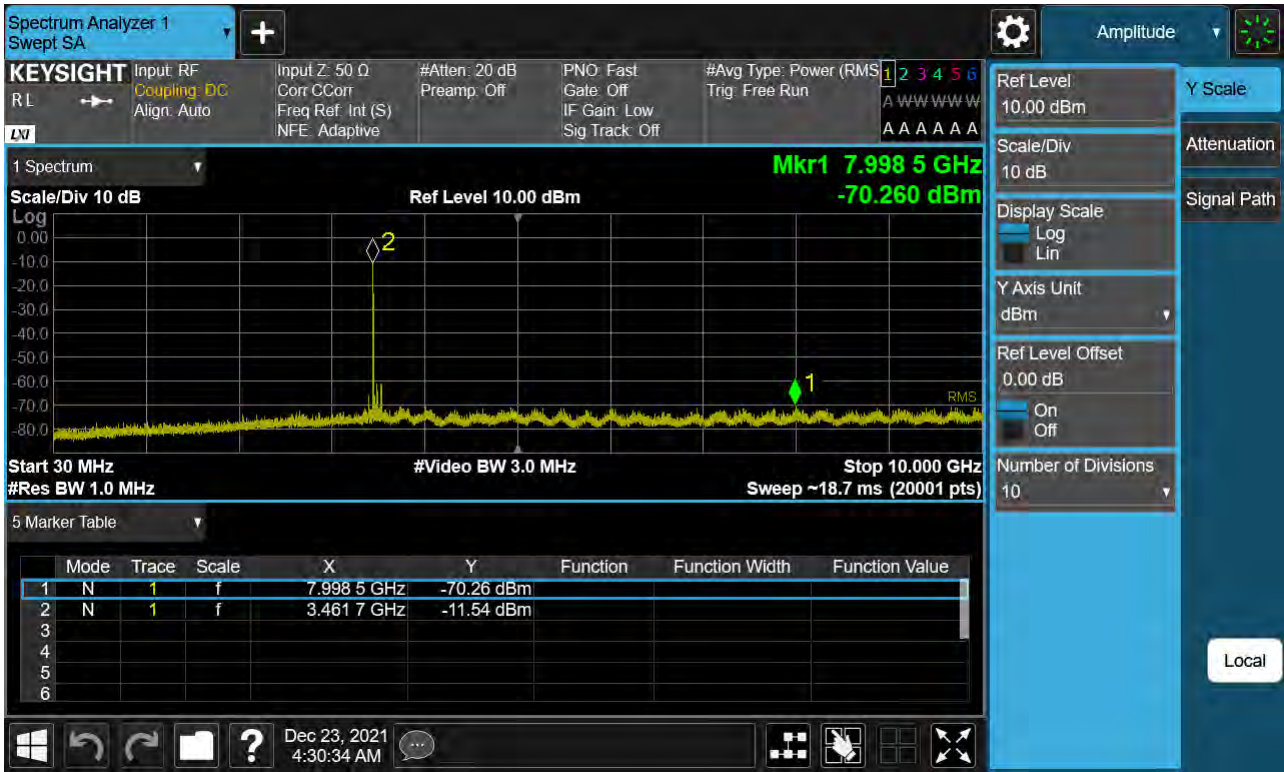 Spectrum Analyzer 1
Swept SA
+
Amplitude
KEYSIGHT
RL
LXI
Input: RF
Coupling: DC
Align: Auto
Input Z: 50 Ω
Corr CCorr
Freq Ref: Int (S)
NFE: Adaptive
#Atten: 20 dB
Preamp: Off
PNO: Fast
Gate: Off
IF Gain: Low
Sig Track: Off
#Avg Type: Power (RMS
Trig: Free Run
1 2 3 4 5 6
A W W W W W
A A A A A A
1 Spectrum
Scale/Div 10 dB
Ref Level 10.00 dBm
Mkr1 7.998 5 GHz
-70.260 dBm
Log
0.00
-10.0
-20.0
-30.0
-40.0
-50.0
-60.0
-70.0
-80.0
2
1
RMS
Start 30 MHz
#Video BW 3.0 MHz
Stop 10.000 GHz
#Res BW 1.0 MHz
Sweep ~18.7 ms (20001 pts)
5 Marker Table
Mode Trace Scale X Y Function Function Width Function Value
1 N 1 f 7.998 5 GHz -70.26 dBm
2 N 1 f 3.461 7 GHz -11.54 dBm
3
4
5
6
Ref Level
10.00 dBm
Scale/Div
10 dB
Display Scale
Log
Lin
Y Axis Unit
dBm
Ref Level Offset
0.00 dB
On
Off
Number of Divisions
10
Y Scale
Attenuation
Signal Path
Local
?
Dec 23, 2021
4:30:34 AM